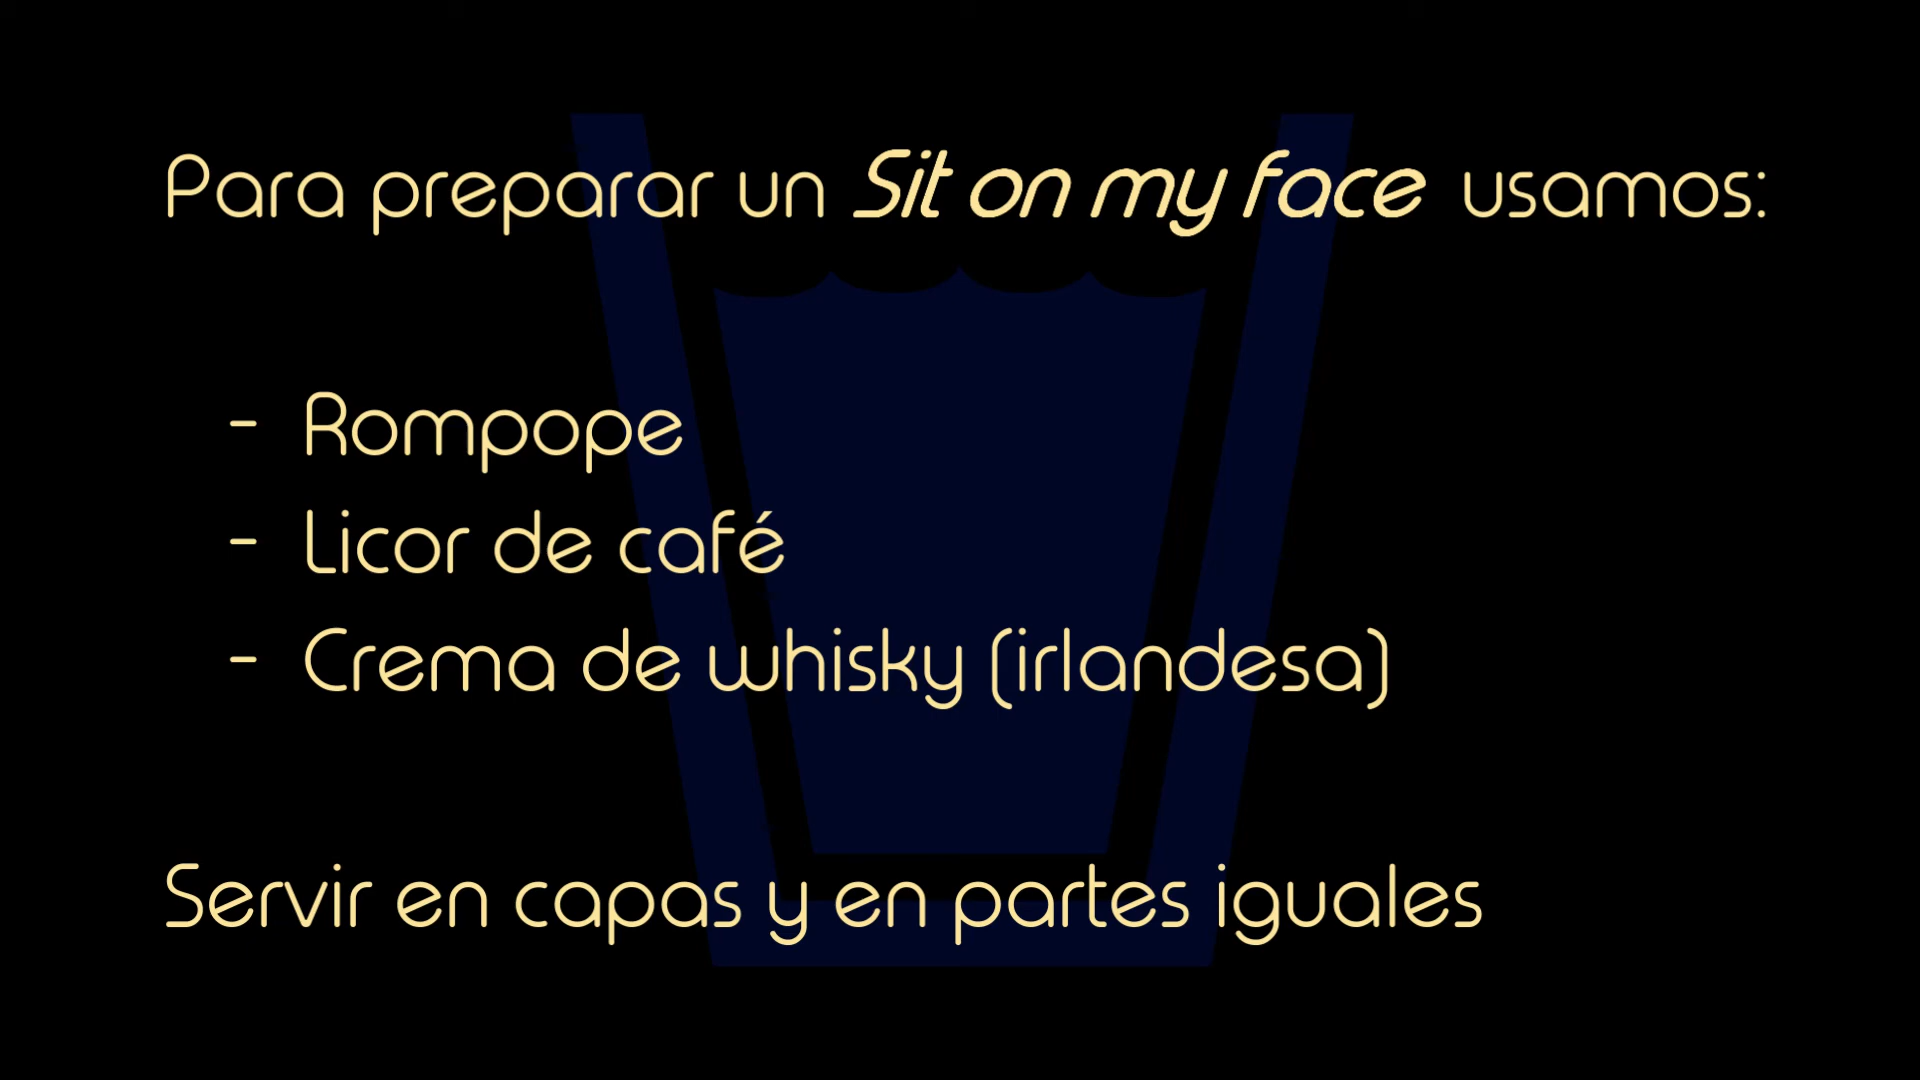 Para preparar un Sit on my face usamos:
- Rompope
- Licor de café
- Crema de whisky (irlandesa)
Servir en capas y en partes iguales